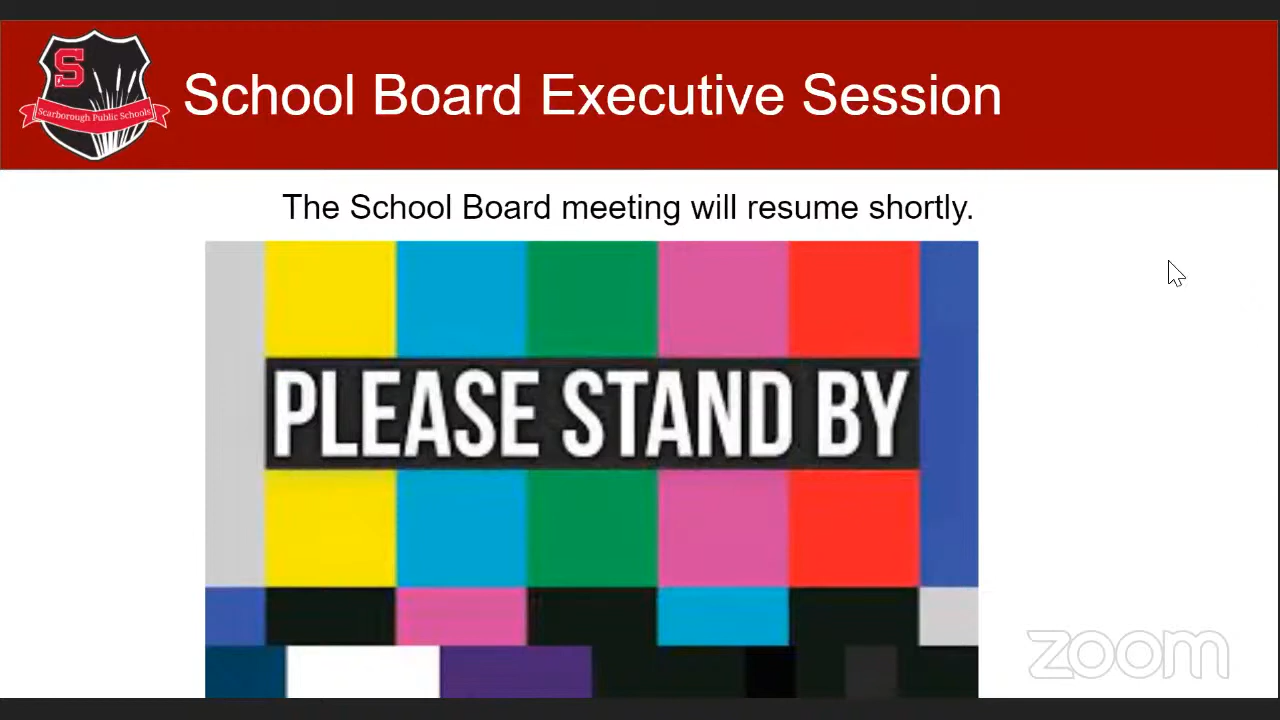 School Board Executive Session
S
Scarborough Public Schools
The School Board meeting will resume shortly.
PLEASE STAND BY
zoom